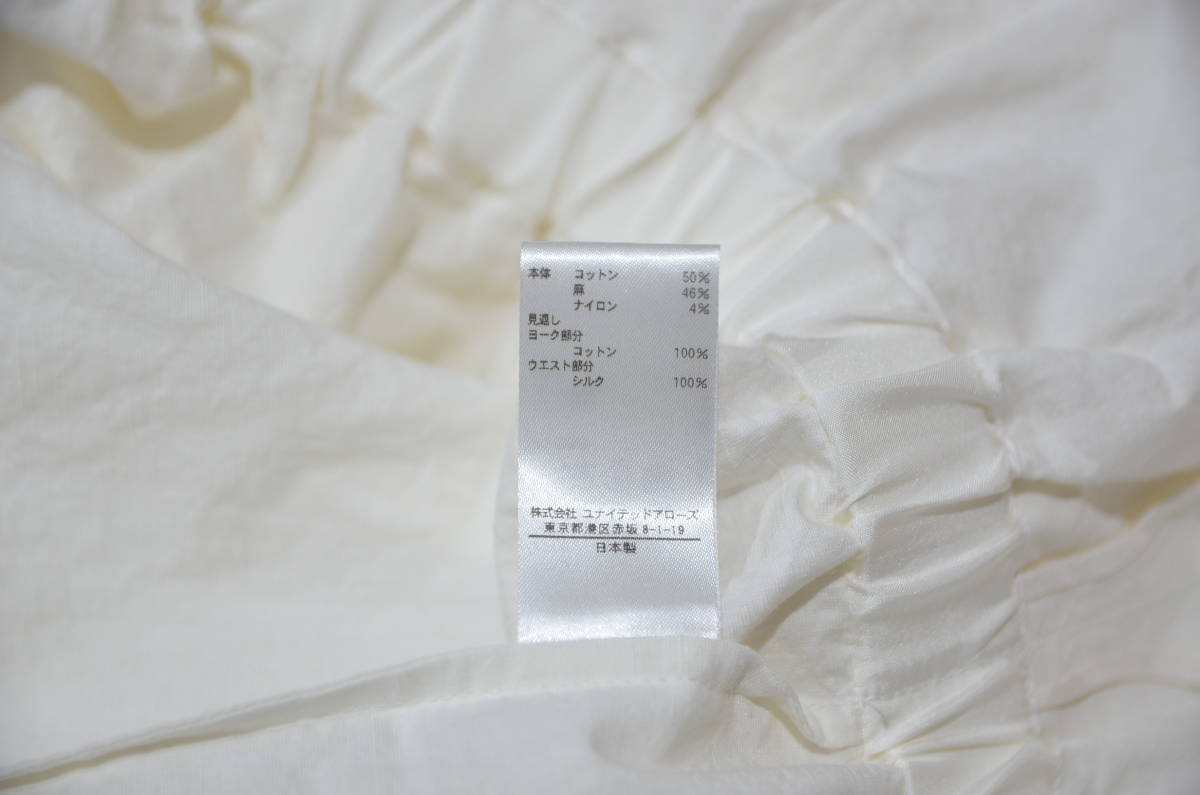 本体 コットン 50%
麻 46%
ナイロン 4%
見返し
ヨーク部分
コットン 100%
ウエスト部分
シルク 100%
株式会社 ユナイテッドアローズ
東京都港区赤坂 8-1-19
日本製